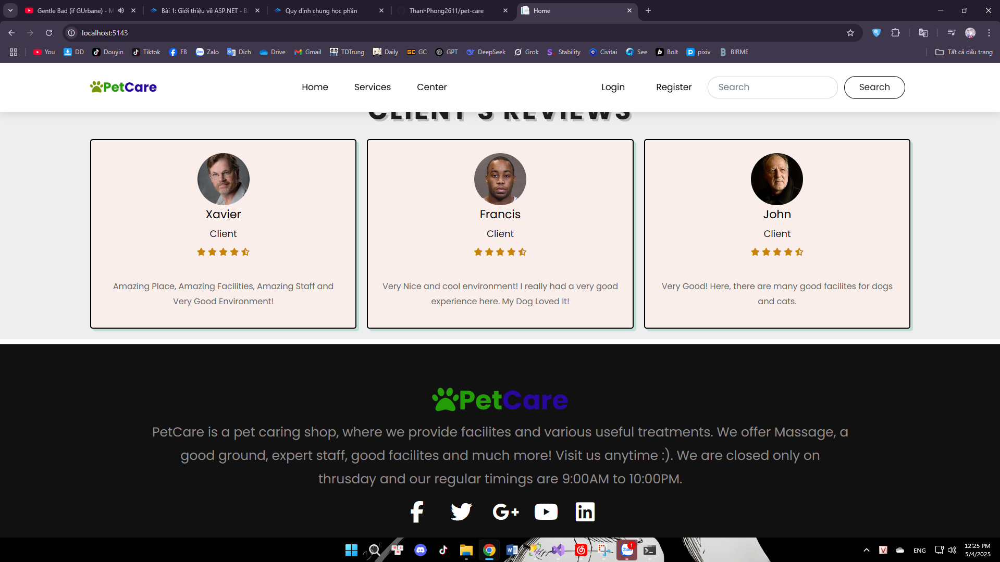 Gentle Bad (if GUrbane) - M
Bài 1: Giới thiệu về ASP.NET - B
Quy định chung học phần
ThanhPhong2611/pet-care
Home
localhost:5143
You
DD
Douyin
Tiktok
FB
Zalo
Dịch
Drive
Gmail
TDTrung
Daily
GC
GPT
DeepSeek
Grok
Stability
Civitai
See
Bolt
pixiv
BIRME
Tất cả dấu trang
PetCare
Home
Services
Center
Login
Register
Search
Search
CLIENT'S REVIEWS
Xavier
Client
Amazing Place, Amazing Facilities, Amazing Staff and
Very Good Environment!
Francis
Client
Very Nice and cool environment! I really had a very good
experience here. My Dog Loved It!
John
Client
Very Good! Here, there are many good facilites for dogs
and cats.
PetCare
PetCare is a pet caring shop, where we provide facilites and various useful treatments. We offer Massage, a
good ground, expert staff, good facilites and much more! Visit us anytime :). We are closed only on
thrusday and our regular timings are 9:00AM to 10:00PM.
ENG
12:25 PM
5/4/2025